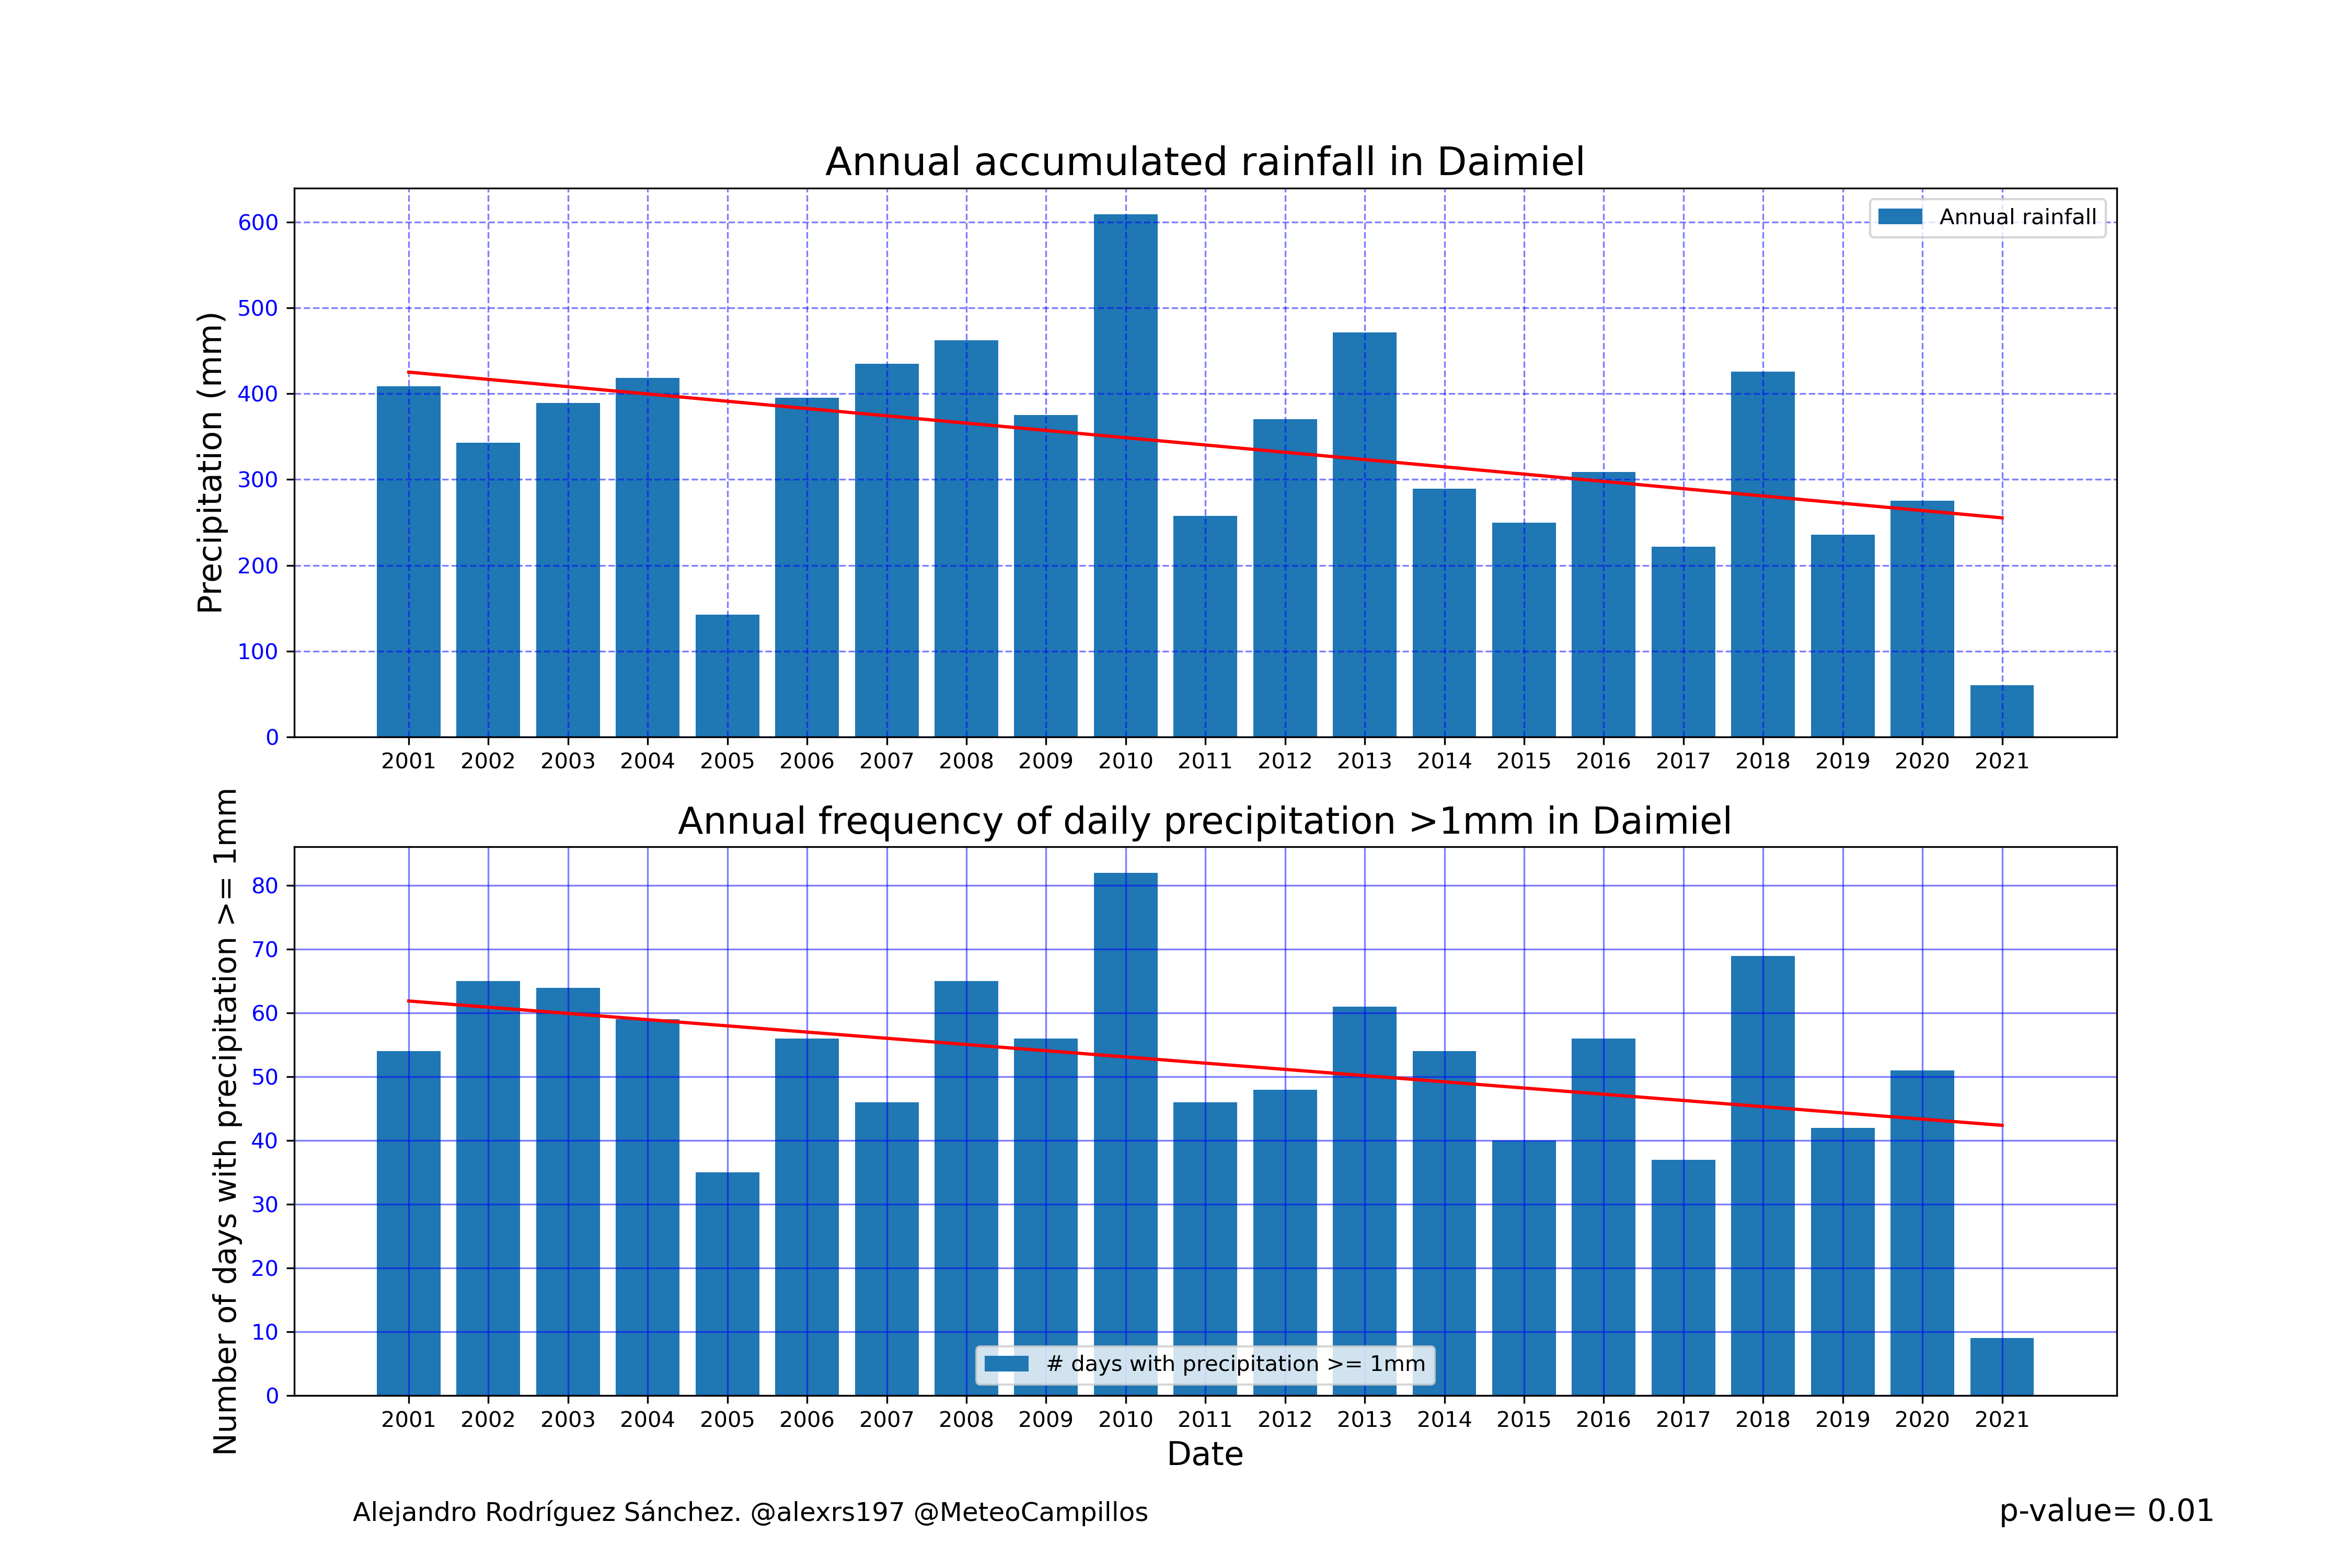 Annual accumulated rainfall in Daimiel
Precipitation (mm)
600
500
400
300
200
100
0
Annual rainfall
2001 2002 2003 2004 2005 2006 2007 2008 2009 2010 2011 2012 2013 2014 2015 2016 2017 2018 2019 2020 2021
Annual frequency of daily precipitation >1mm in Daimiel
Number of days with precipitation >= 1mm
80
70
60
50
40
30
20
10
0
# days with precipitation >= 1mm
2001 2002 2003 2004 2005 2006 2007 2008 2009 2010 2011 2012 2013 2014 2015 2016 2017 2018 2019 2020 2021
Date
Alejandro Rodríguez Sánchez. @alexrs197 @MeteoCampillos
p-value= 0.01